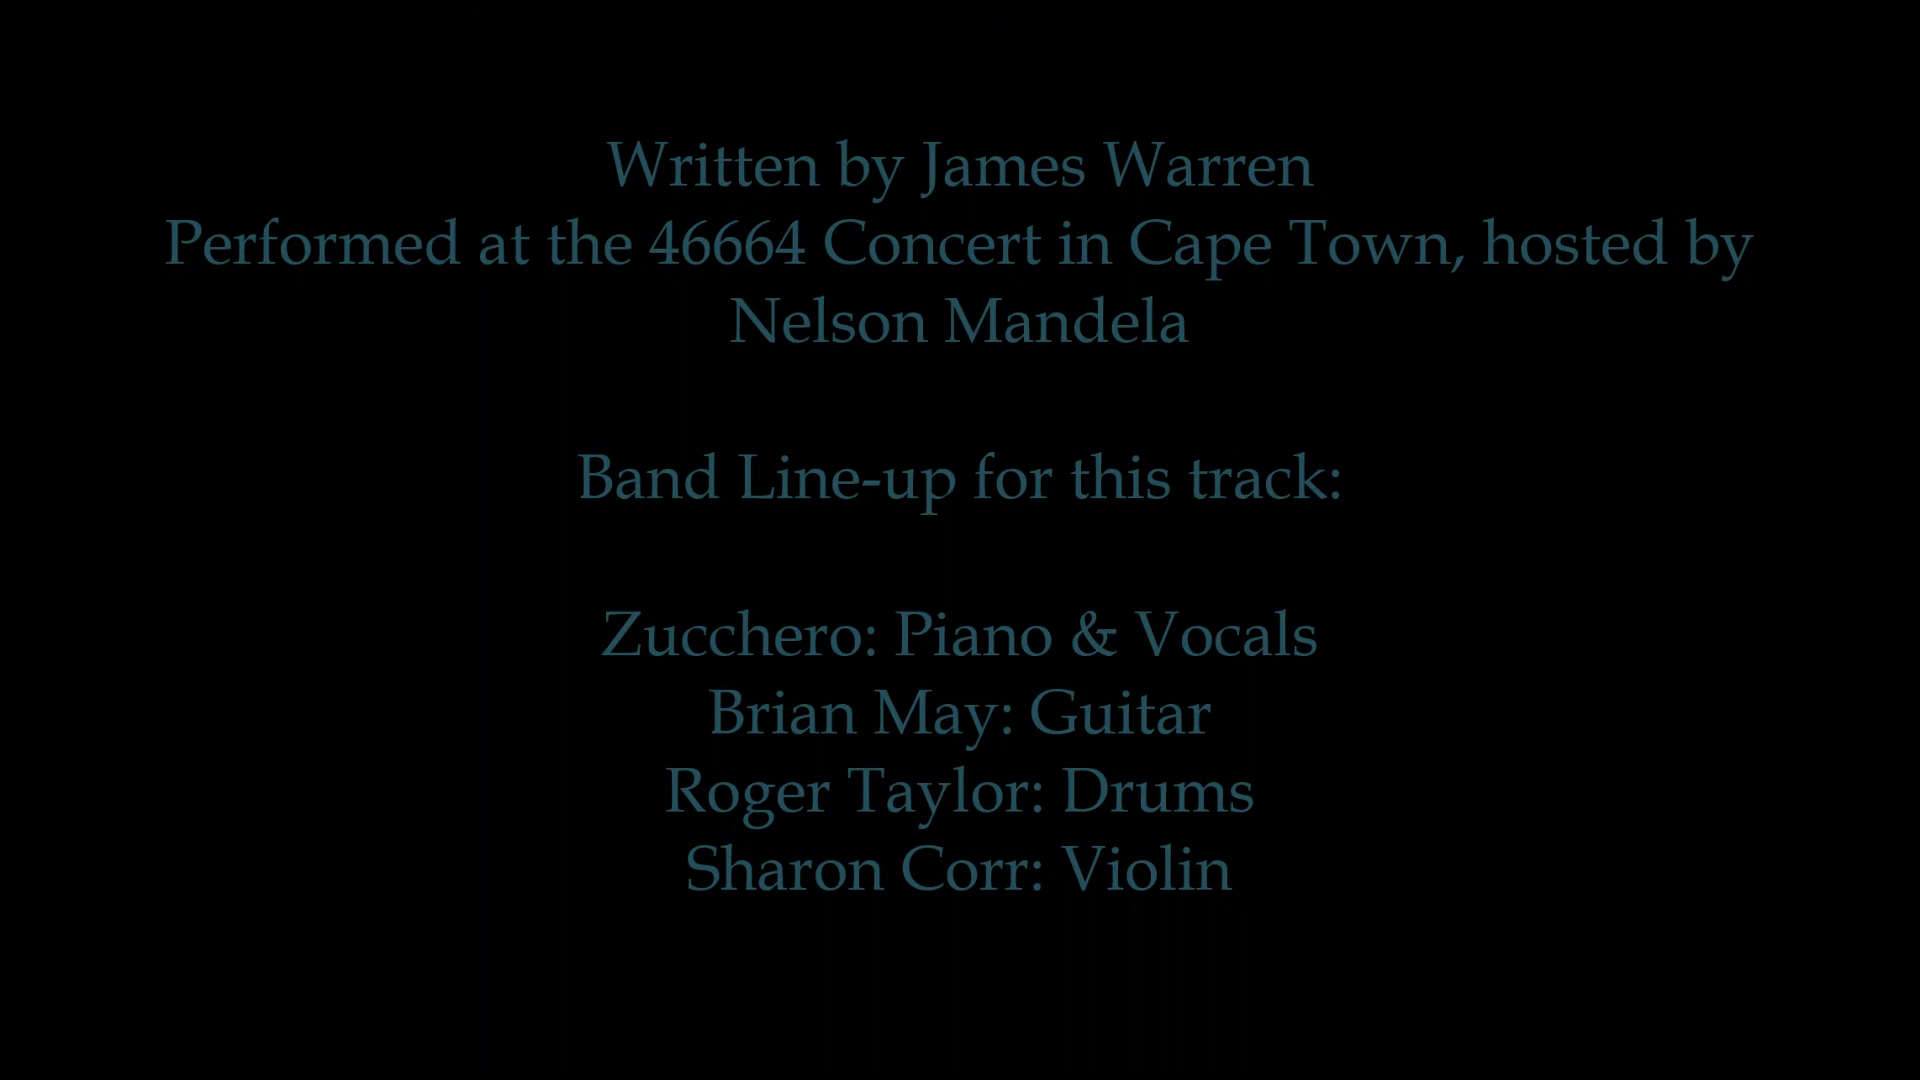 Written by James Warren
Performed at the 46664 Concert in Cape Town, hosted by
Nelson Mandela
Band Line-up for this track:
Zucchero: Piano & Vocals
Brian May: Guitar
Roger Taylor: Drums
Sharon Corr: Violin